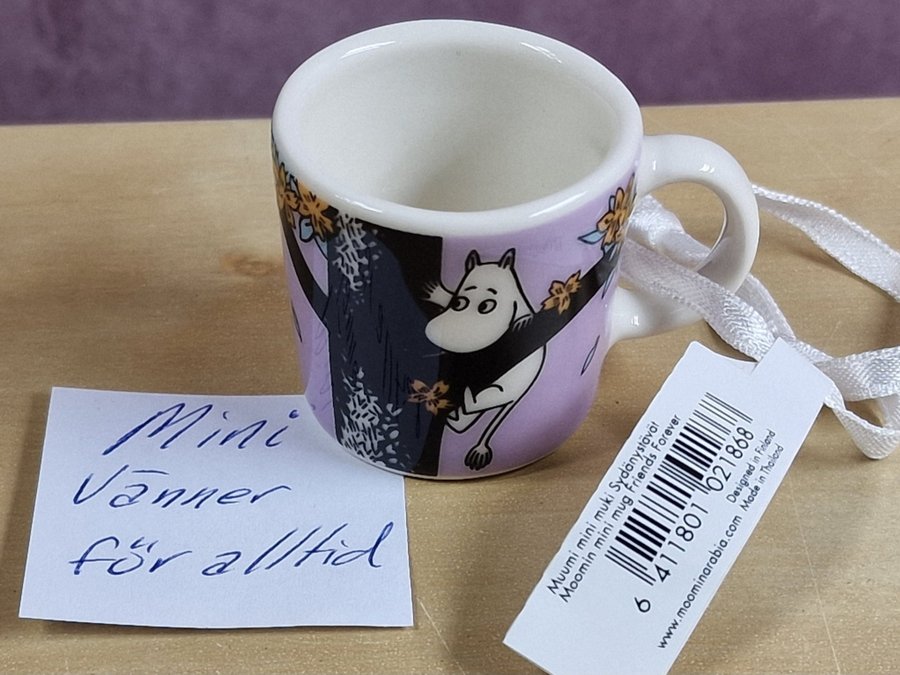 Mini
Vänner
för alltid
Muumi mini muki Sydänystävät
Moomin mini mug Friends Forever
6 411801 021868
Designed in Finland
Made in Thailand
www.moominarabia.com